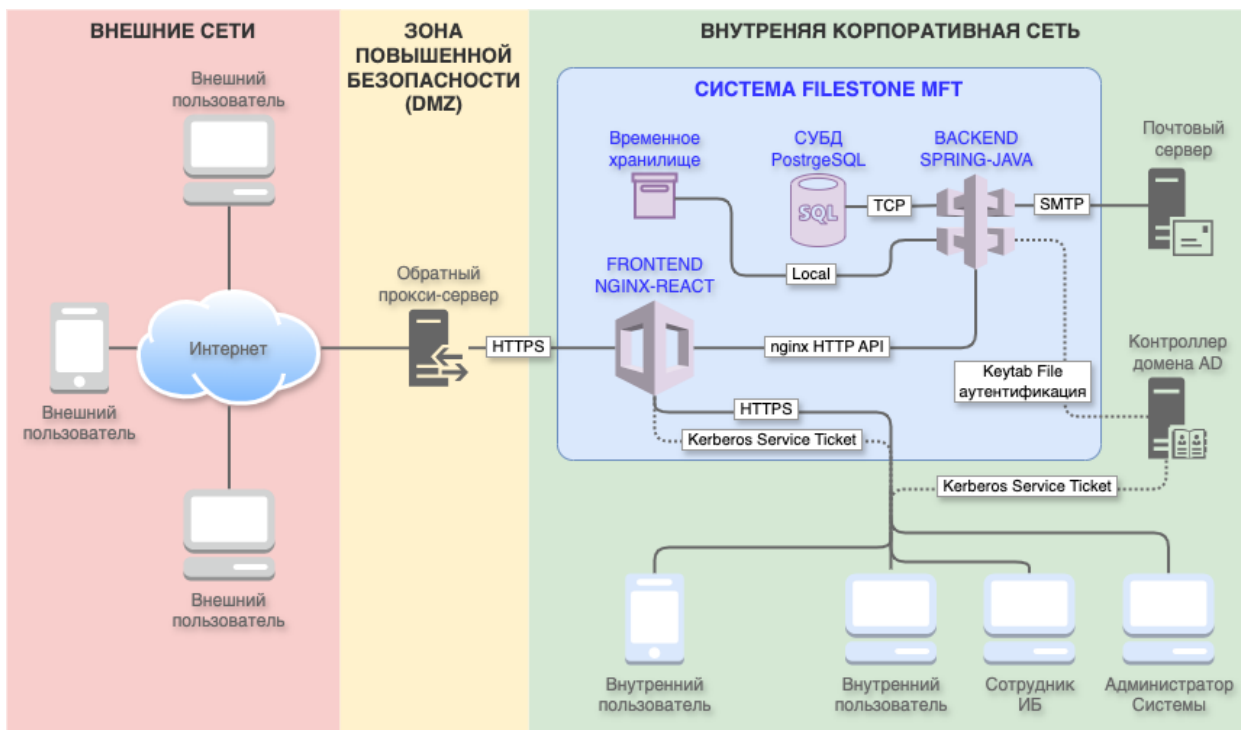 ВНЕШНИЕ СЕТИ
Внешний
пользователь
Интернет
Внешний
пользователь
Внешний
пользователь
ЗОНА
ПОВЫШЕННОЙ
БЕЗОПАСНОСТИ
(DMZ)
Обратный
прокси-сервер
HTTPS
ВНУТРЕНЯЯ КОРПОРАТИВНАЯ СЕТЬ
СИСТЕМА FILESTONE MFT
Временное
хранилище
СУБД
PostrgeSQL
SQL
TCP
BACKEND
SPRING-JAVA
SMTP
Почтовый
сервер
Local
FRONTEND
NGINX-REACT
nginx HTTP API
Контроллер
домена AD
Keytab File
аутентификация
HTTPS
Kerberos Service Ticket
Kerberos Service Ticket
Внутренний
пользователь
Внутренний
пользователь
Сотрудник
ИБ
Администратор
Системы